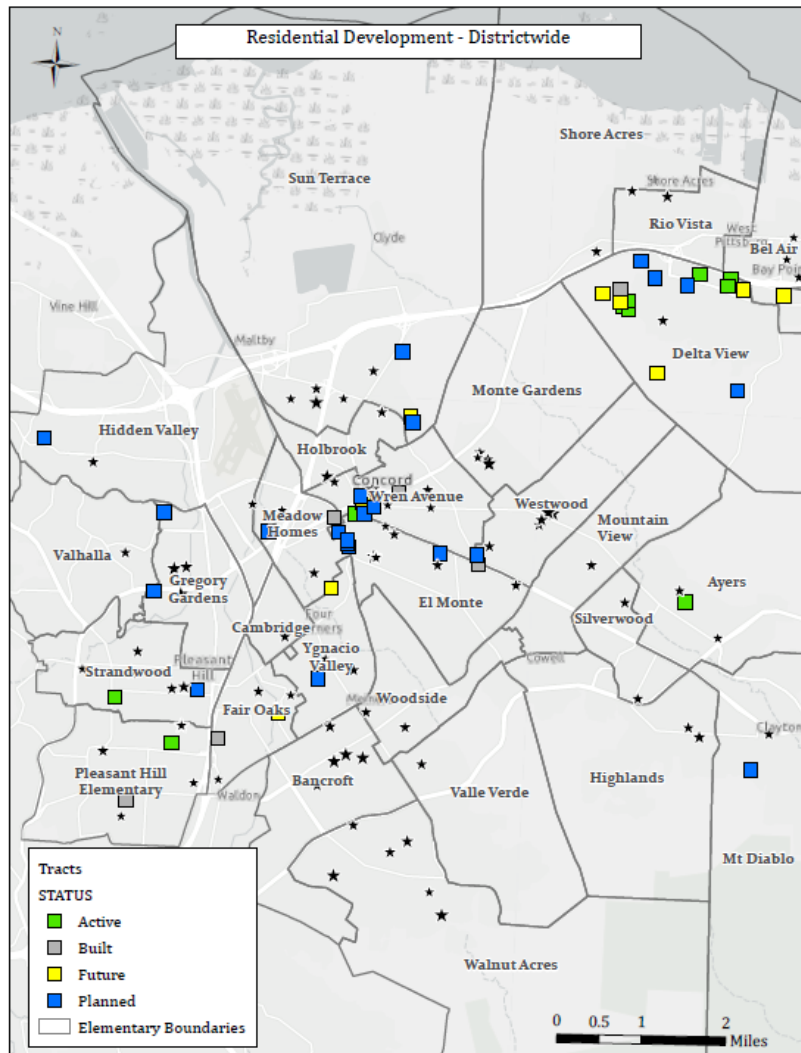 Residential Development - Districtwide
N
Shore Acres
Sun Terrace
Shore Acres
Rio Vista
West
Pittsburg
Bel Air
Clyde
Bay Point
Vine Hill
Maltby
Delta View
Monte Gardens
Hidden Valley
Holbrook
Concord
Wren Avenue
Westwood
Meadow
Homes
Mountain
View
Valhalla
Gregory
Gardens
Ayers
El Monte
Silverwood
Cambridge
Four
Corners
Ygnacio
Valley
Cowell
Strandwood
Pleasant
Hill
Woodside
Fair Oaks
Clayton
Pleasant Hill
Elementary
Waldon
Bancroft
Valle Verde
Highlands
Mt Diablo
Walnut Acres
Tracts
STATUS
Active
Built
Future
Planned
Elementary Boundaries
0 0.5 1 2
Miles